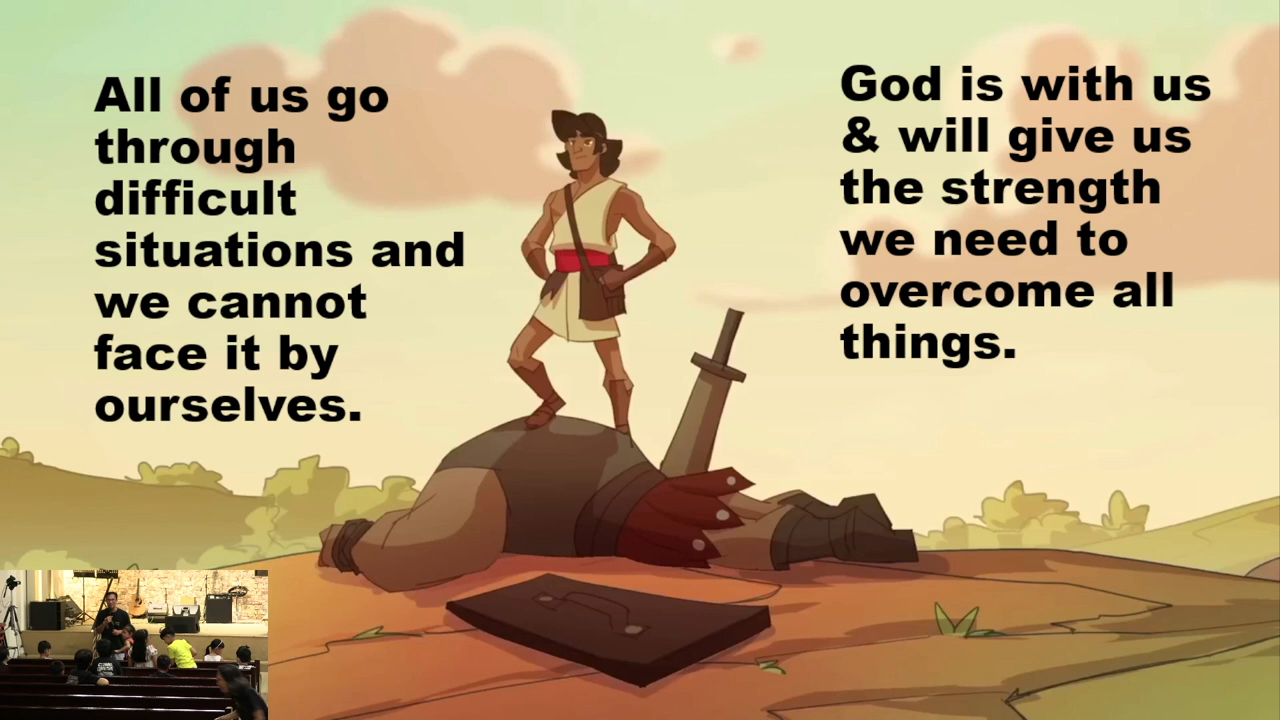 All of us go
through
difficult
situations and
we cannot
face it by
ourselves.
God is with us
& will give us
the strength
we need to
overcome all
things.